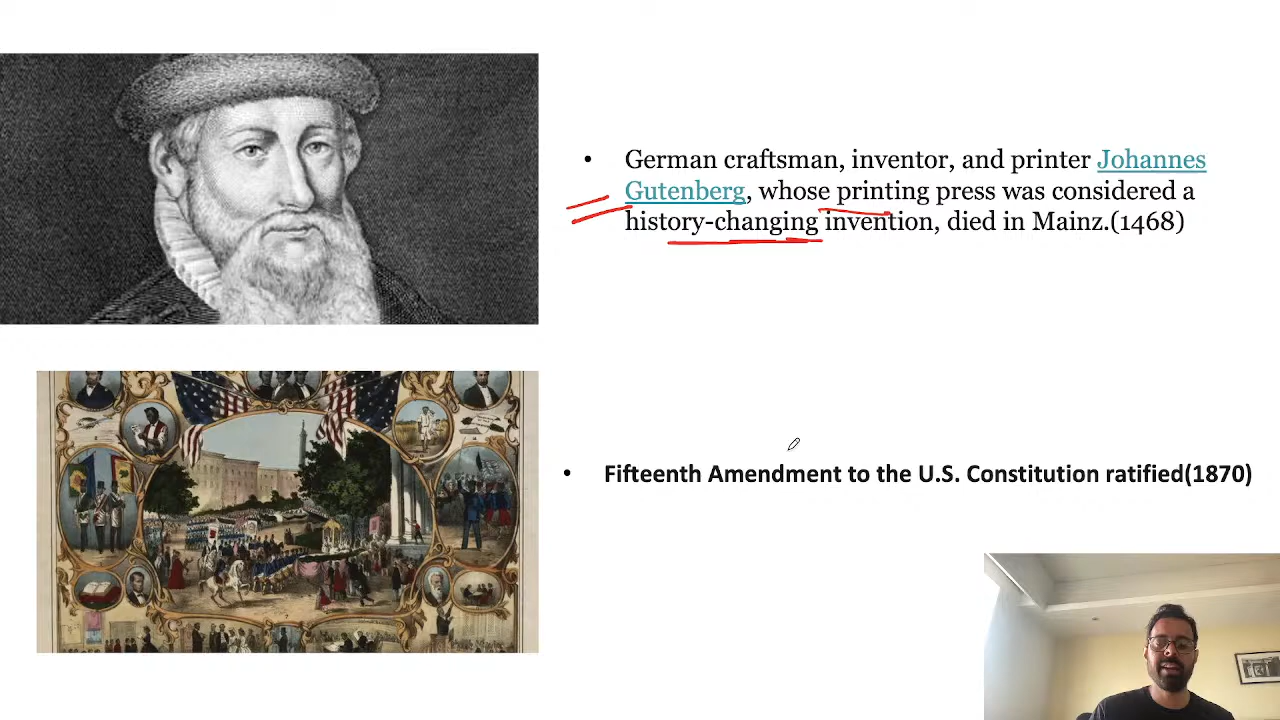 • German craftsman, inventor, and printer Johannes
Gutenberg, whose printing press was considered a
history-changing invention, died in Mainz.(1468)
• Fifteenth Amendment to the U.S. Constitution ratified(1870)